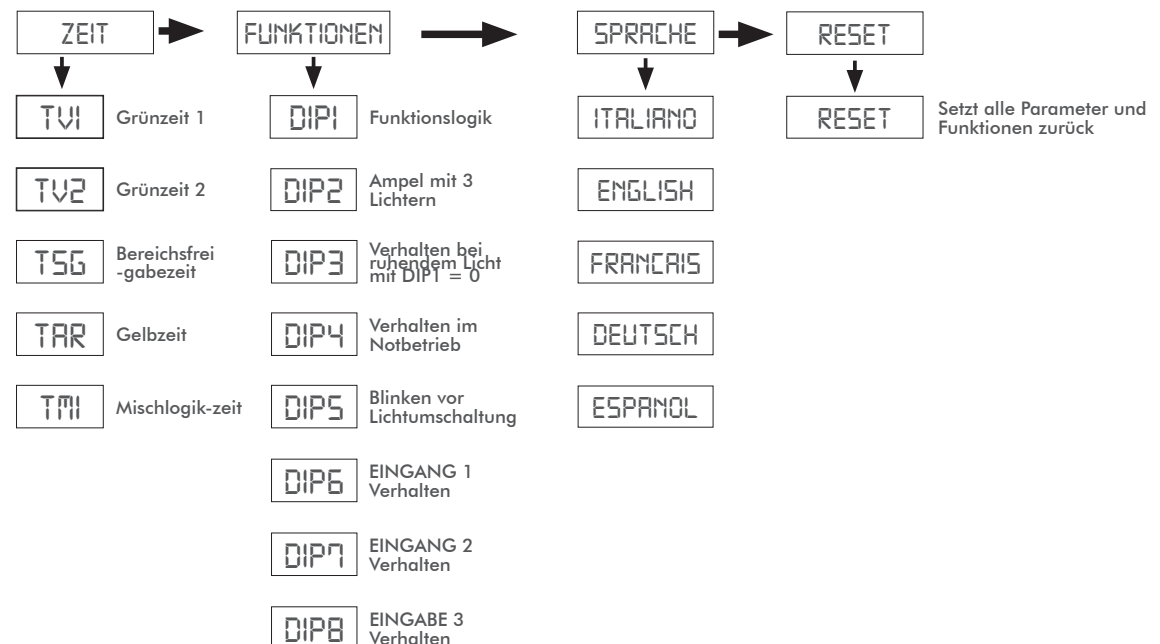 ZEIT
FUNKTIONEN
SPRACHE
RESET
TV1
Grünzeit 1
TV2
Grünzeit 2
TSG
Bereichsfrei
-gabezeit
TAR
Gelbzeit
TMI
Mischlogik-zeit
DIP1
Funktionslogik
DIP2
Ampel mit 3
Lichtern
DIP3
Verhalten bei
ruhendem Licht
mit DIP1 = 0
DIP4
Verhalten im
Notbetrieb
DIP5
Blinken vor
Lichtumschaltung
DIP6
EINGANG 1
Verhalten
DIP7
EINGANG 2
Verhalten
DIP8
EINGABE 3
Verhalten
ITALIANO
ENGLISH
FRANCAIS
DEUTSCH
ESPANOL
RESET
Setzt alle Parameter und
Funktionen zurück